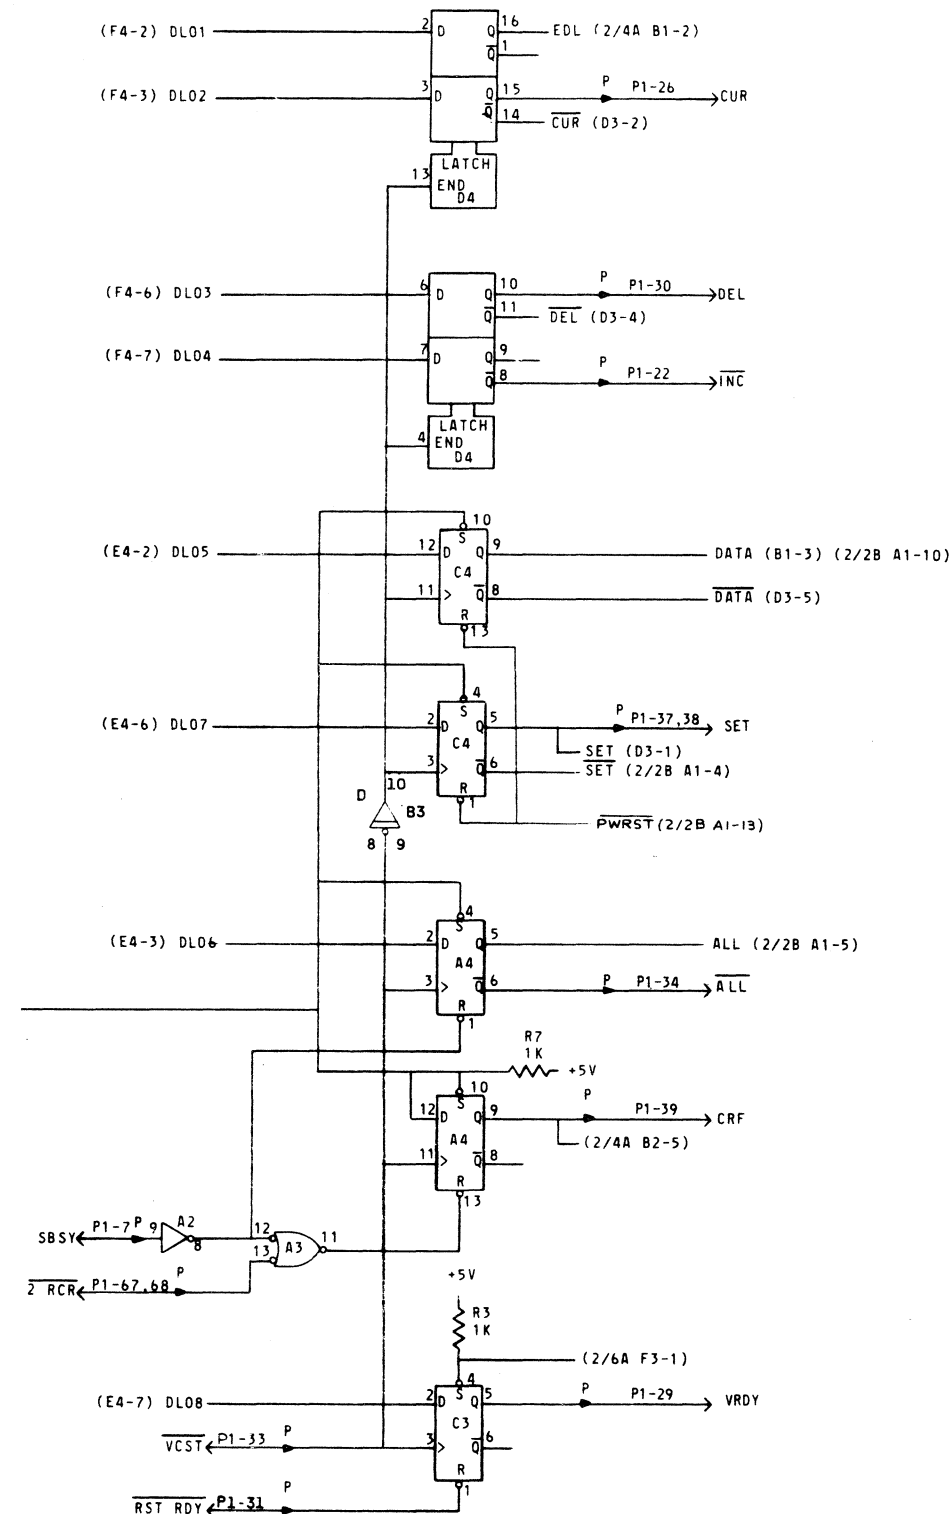 (F4-2) DL01 2 D Q 16 EDL (2/4A B1-2)
Q 1
(F4-3) DL02 3 D Q 15 P P1-26 CUR
Q 14 CUR (D3-2)
LATCH
13 END
D4
(F4-6) DL03 6 D Q 10 P P1-30 DEL
Q 11 DEL (D3-4)
(F4-7) DL04 7 D Q 9
Q 8 P P1-22 INC
LATCH
4 END
D4
10
S
(E4-2) DL05 12 D Q 9 DATA (B1-3) (2/2B A1-10)
C4
11 > Q 8 DATA (D3-5)
R
13
4
S
(E4-6) DL07 2 D Q 5 P P1-37,38 SET
C4
SET (D3-1)
3 > Q 6 SET (2/2B A1-4)
10
R
1
D B3
PWRST (2/2B A1-13)
8 9
4
S
(E4-3) DL06 2 D Q 5 ALL (2/2B A1-5)
A4
3 > Q 6 P P1-34 ALL
R
1
R7
1K
+5V
10
S
12 D Q 9 P P1-39 CRF
A4
(2/4A B2-5)
11 > Q 8
R
13
SBSY P1-7 P 9 A2 8 12 A3 11
13
2 RCR P1-67,68 P
+5V
R3
1K
(2/6A F3-1)
4
S
(E4-7) DL08 2 D Q 5 P P1-29 VRDY
C3
VCST P1-33 P 3 > Q 6
R
1
RST RDY P1-31 P